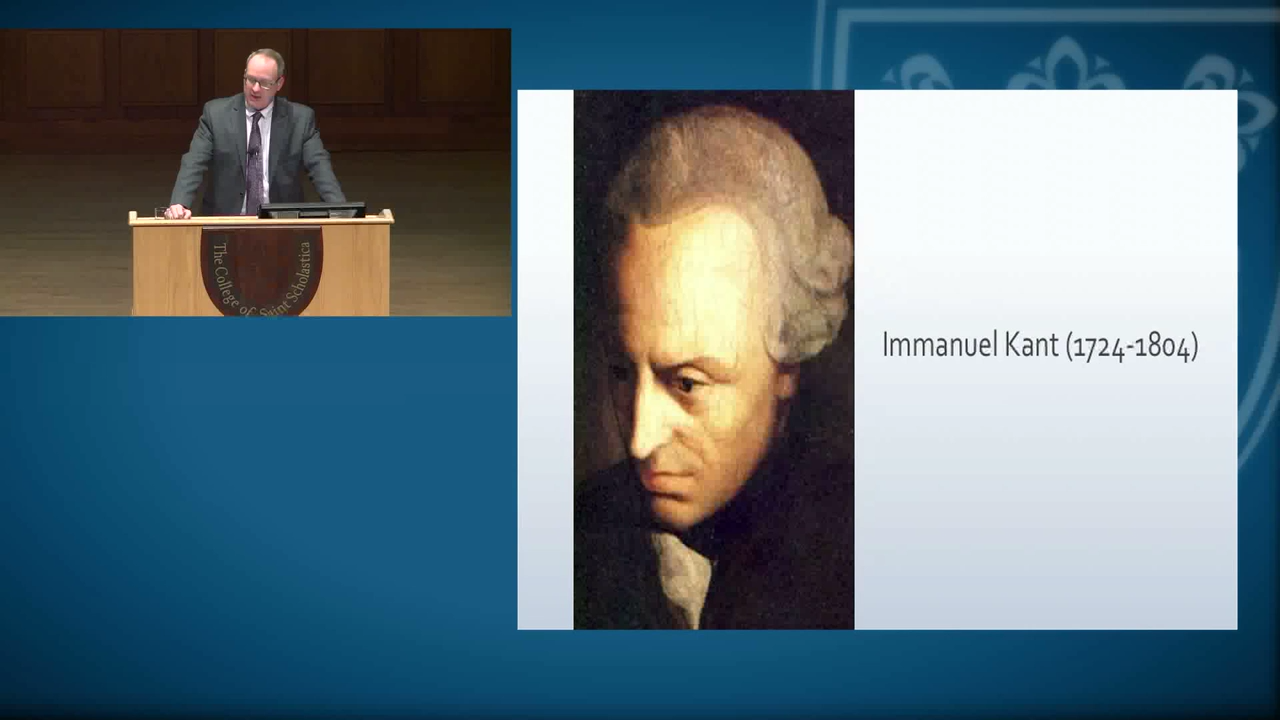 The College of Saint Scholastica
Immanuel Kant (1724-1804)